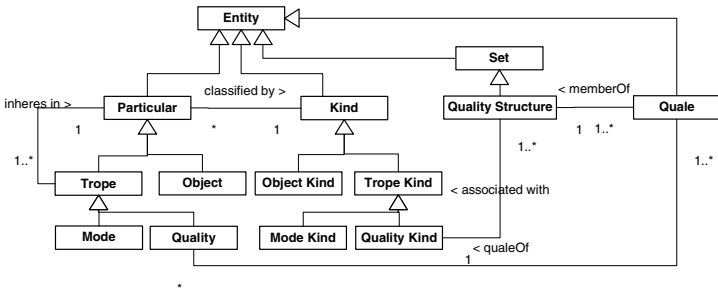 Entity
Set
classified by >
< memberOf
inheres in >
Particular
Kind
Quality Structure
Quale
1
*
1
1
1..*
1..*
1..*
1..*
Trope
Object
Object Kind
Trope Kind
< associated with
Mode
Quality
Mode Kind
Quality Kind
< qualeOf
1
*